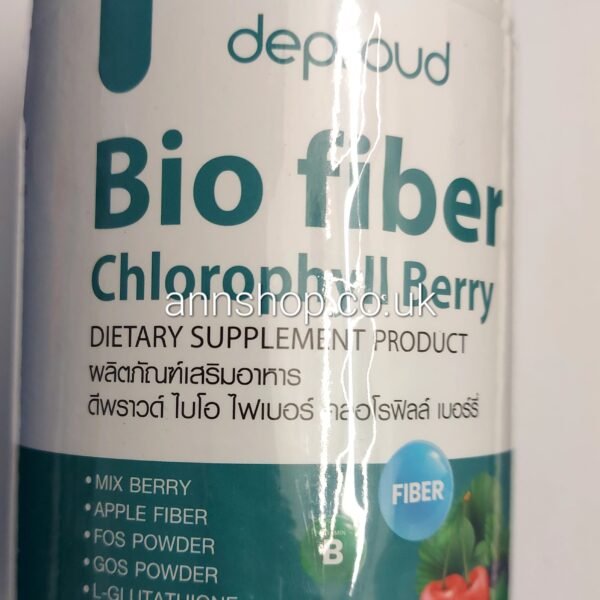 deproud
Bio fiber
Chlorophyll Berry
annshop.co.uk
DIETARY SUPPLEMENT PRODUCT
ผลิตภัณฑ์เสริมอาหาร
ดีพราวด์ ไบโอ ไฟเบอร์ คลอโรฟิลล์ เบอร์รี่
FIBER
•MIX BERRY
•APPLE FIBER
•FOS POWDER
•GOS POWDER
•L-GLUTATHIONE
VITAMIN
B